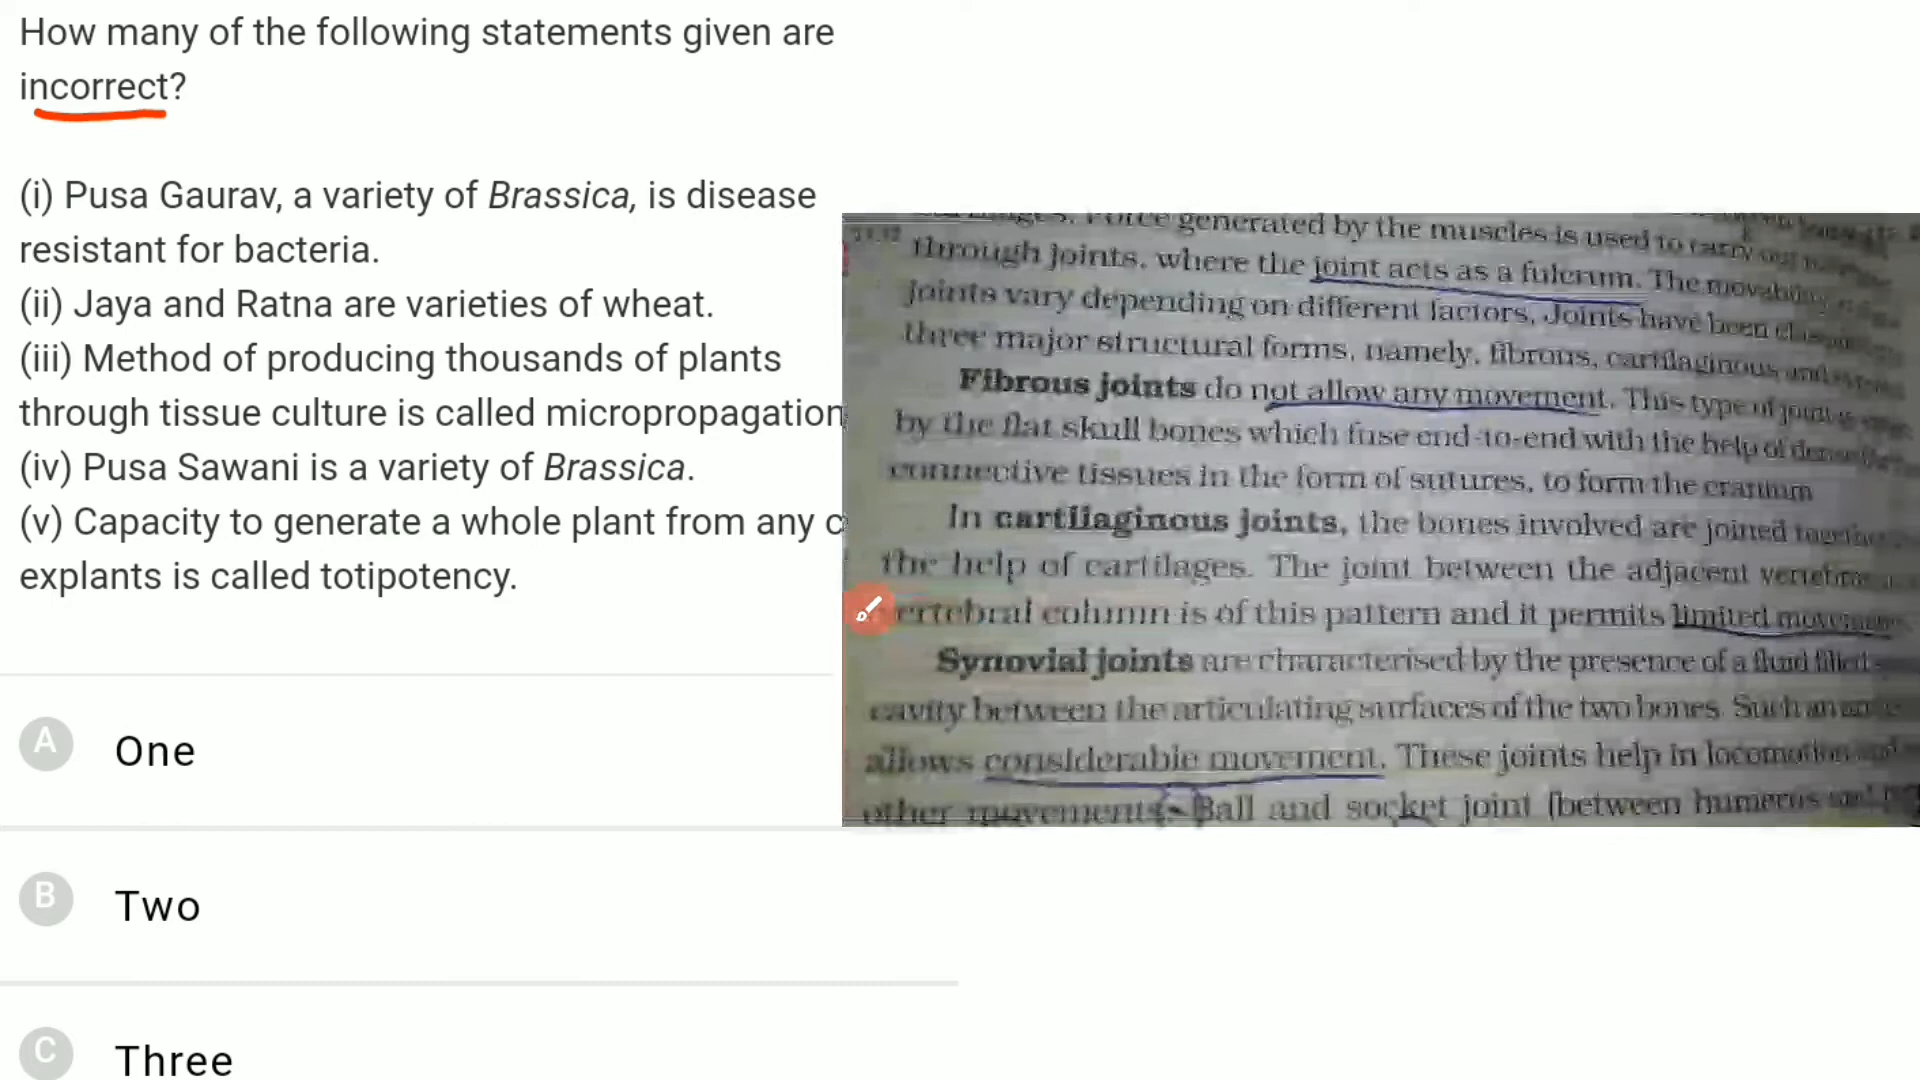 How many of the following statements given are
incorrect?
(i) Pusa Gaurav, a variety of Brassica, is disease
resistant for bacteria.
(ii) Jaya and Ratna are varieties of wheat.
(iii) Method of producing thousands of plants
through tissue culture is called micropropagation
(iv) Pusa Sawani is a variety of Brassica.
(v) Capacity to generate a whole plant from any c
explants is called totipotency.
A One
B Two
C Three
Force generated by the muscles is used to carry out
through joints, where the joint acts as a fulcrum. The movability
joints vary depending on different factors. Joints have been
three major structural forms, namely, fibrous, cartilaginous and
Fibrous joints do not allow any movement. This type of joint is
by the flat skull bones which fuse end-to-end with the help of dense
connective tissues in the form of sutures, to form the cranium
In cartilaginous joints, the bones involved are joined together
the help of cartilages. The joint between the adjacent
vertebral column is of this pattern and it permits limited
Synovial joints are characterised by the presence of a fluid filled
cavity between the articulating surfaces of the two bones. Such an
allows considerable movement. These joints help in locomotion and
other movements. Ball and socket joint (between humerus and